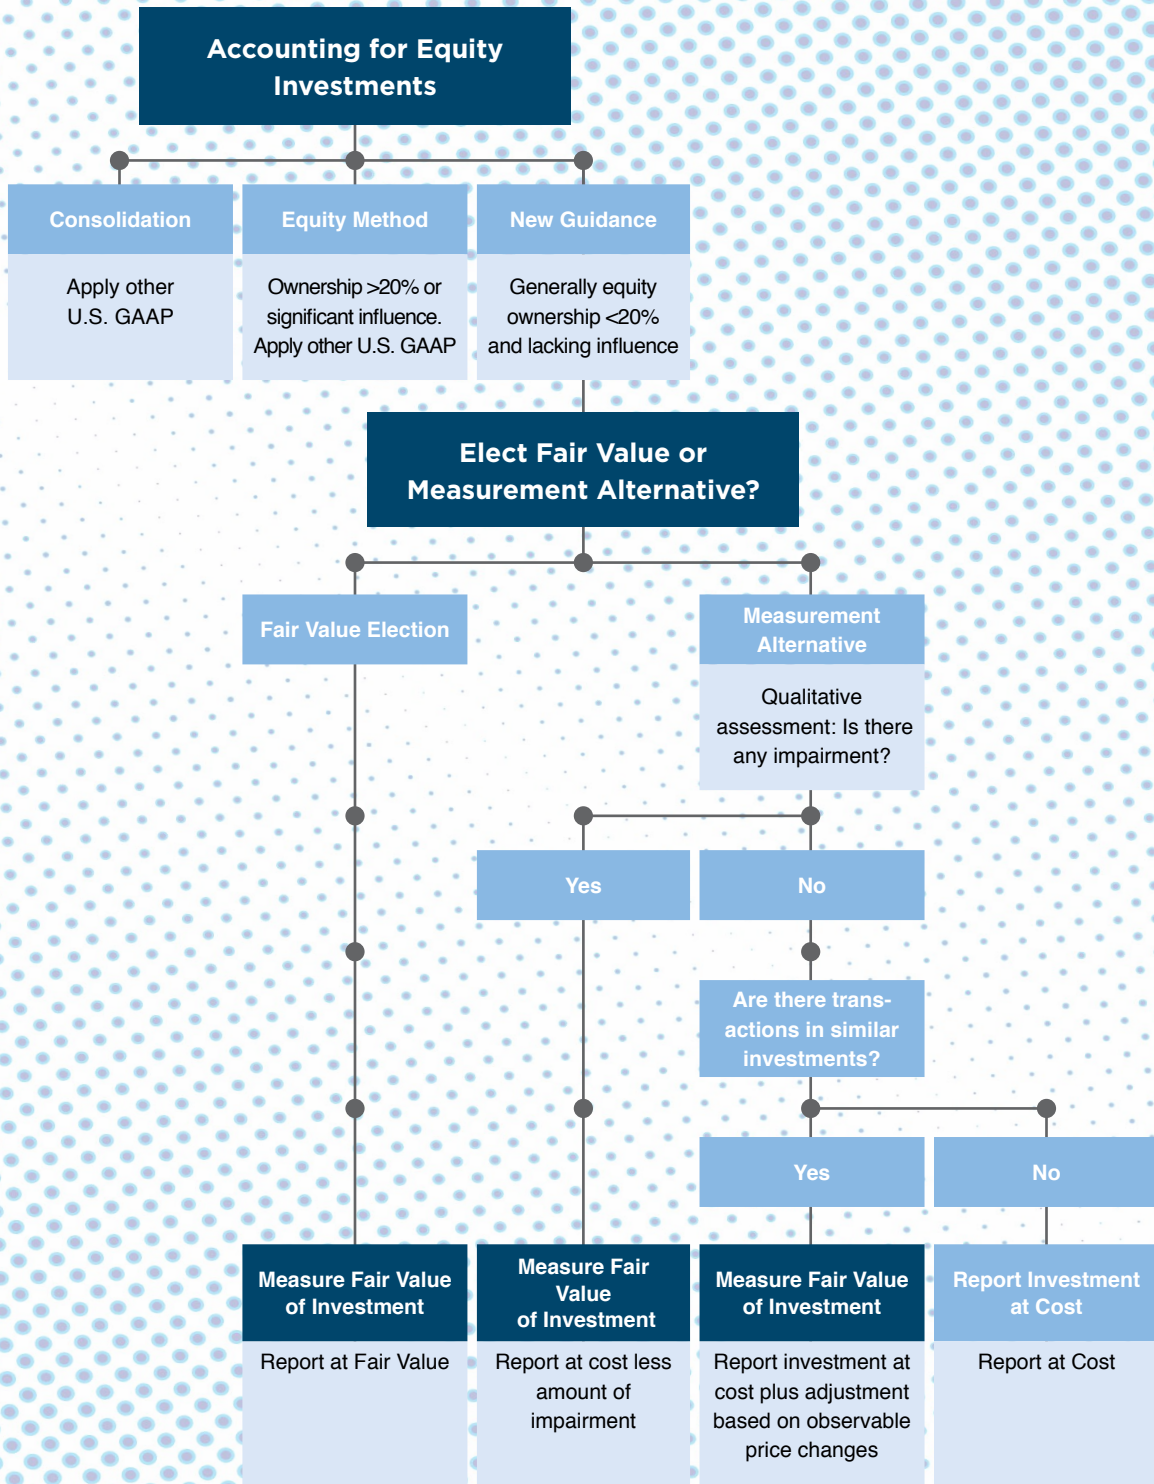 Accounting for Equity
Investments
Consolidation
Apply other
U.S. GAAP
Equity Method
Ownership >20% or
significant influence.
Apply other U.S. GAAP
New Guidance
Generally equity
ownership <20%
and lacking influence
Elect Fair Value or
Measurement Alternative?
Fair Value Election
Measurement
Alternative
Qualitative
assessment: Is there
any impairment?
Yes
No
Are there trans-
actions in similar
investments?
Yes
No
Measure Fair Value
of Investment
Report at Fair Value
Measure Fair
Value
of Investment
Report at cost less
amount of
impairment
Measure Fair Value
of Investment
Report investment at
cost plus adjustment
based on observable
price changes
Report Investment
at Cost
Report at Cost